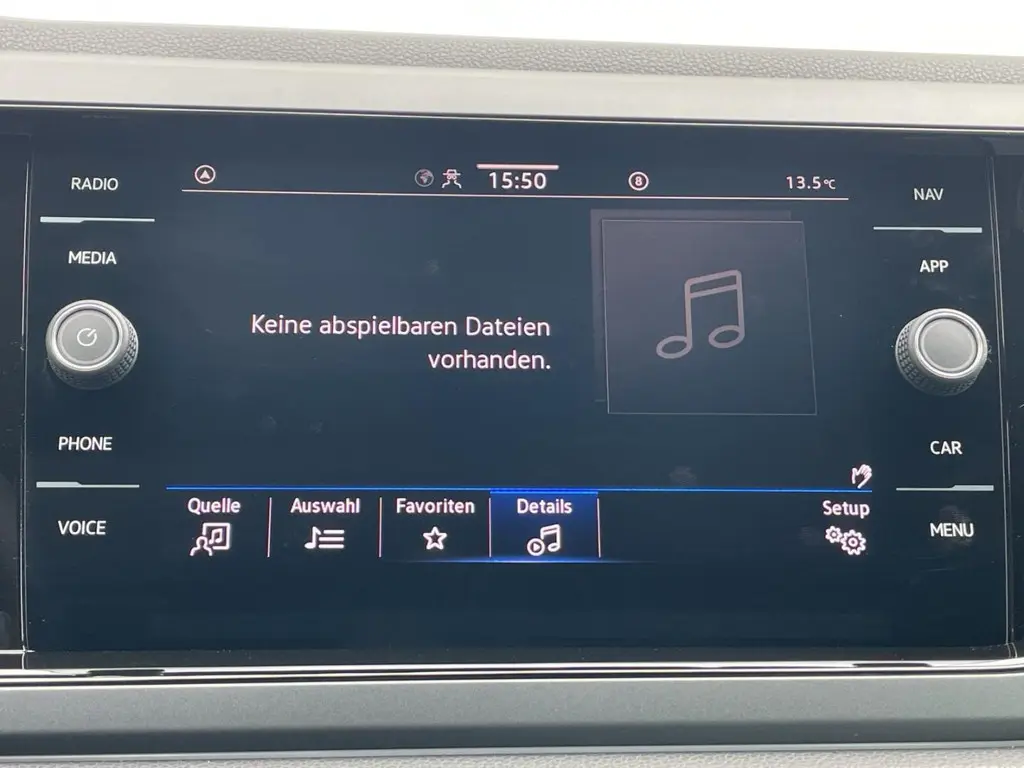 RADIO
MEDIA
PHONE
VOICE
15:50
8
13.5°C
Keine abspielbaren Dateien
vorhanden.
Quelle
Auswahl
Favoriten
Details
Setup
NAV
APP
CAR
MENU